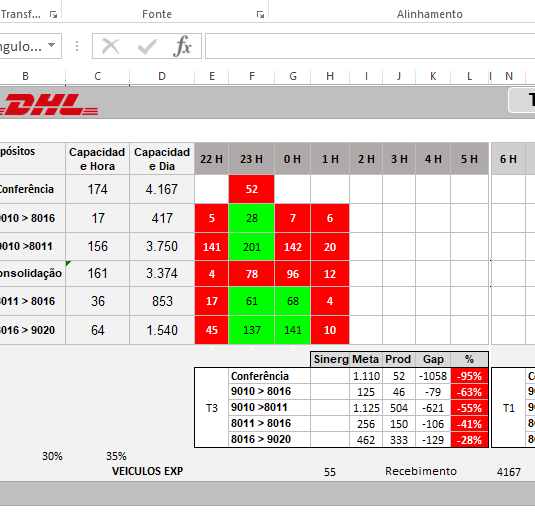 Transf... Fonte Alinhamento
ngulo...
fx
B C D E F G H I J K L N
DHL T
pósitos Capacidad e Hora Capacidad e Dia 22 H 23 H 0 H 1 H 2 H 3 H 4 H 5 H 6 H
Conferência 174 4.167 52
9010 > 8016 17 417 5 28 7 6
9010 >8011 156 3.750 141 201 142 20
onsolidação 161 3.374 4 78 96 12
8011 > 8016 36 853 17 61 68 4
8016 > 9020 64 1.540 45 137 141 10
Sinerg Meta Prod Gap %
Conferência 1.110 52 -1058 -95%
9010 > 8016 125 46 -79 -63%
T3 9010 >8011 1.125 504 -621 -55% T1
8011 > 8016 256 150 -106 -41%
8016 > 9020 462 333 -129 -28%
30% 35%
VEICULOS EXP 55 Recebimento 4167